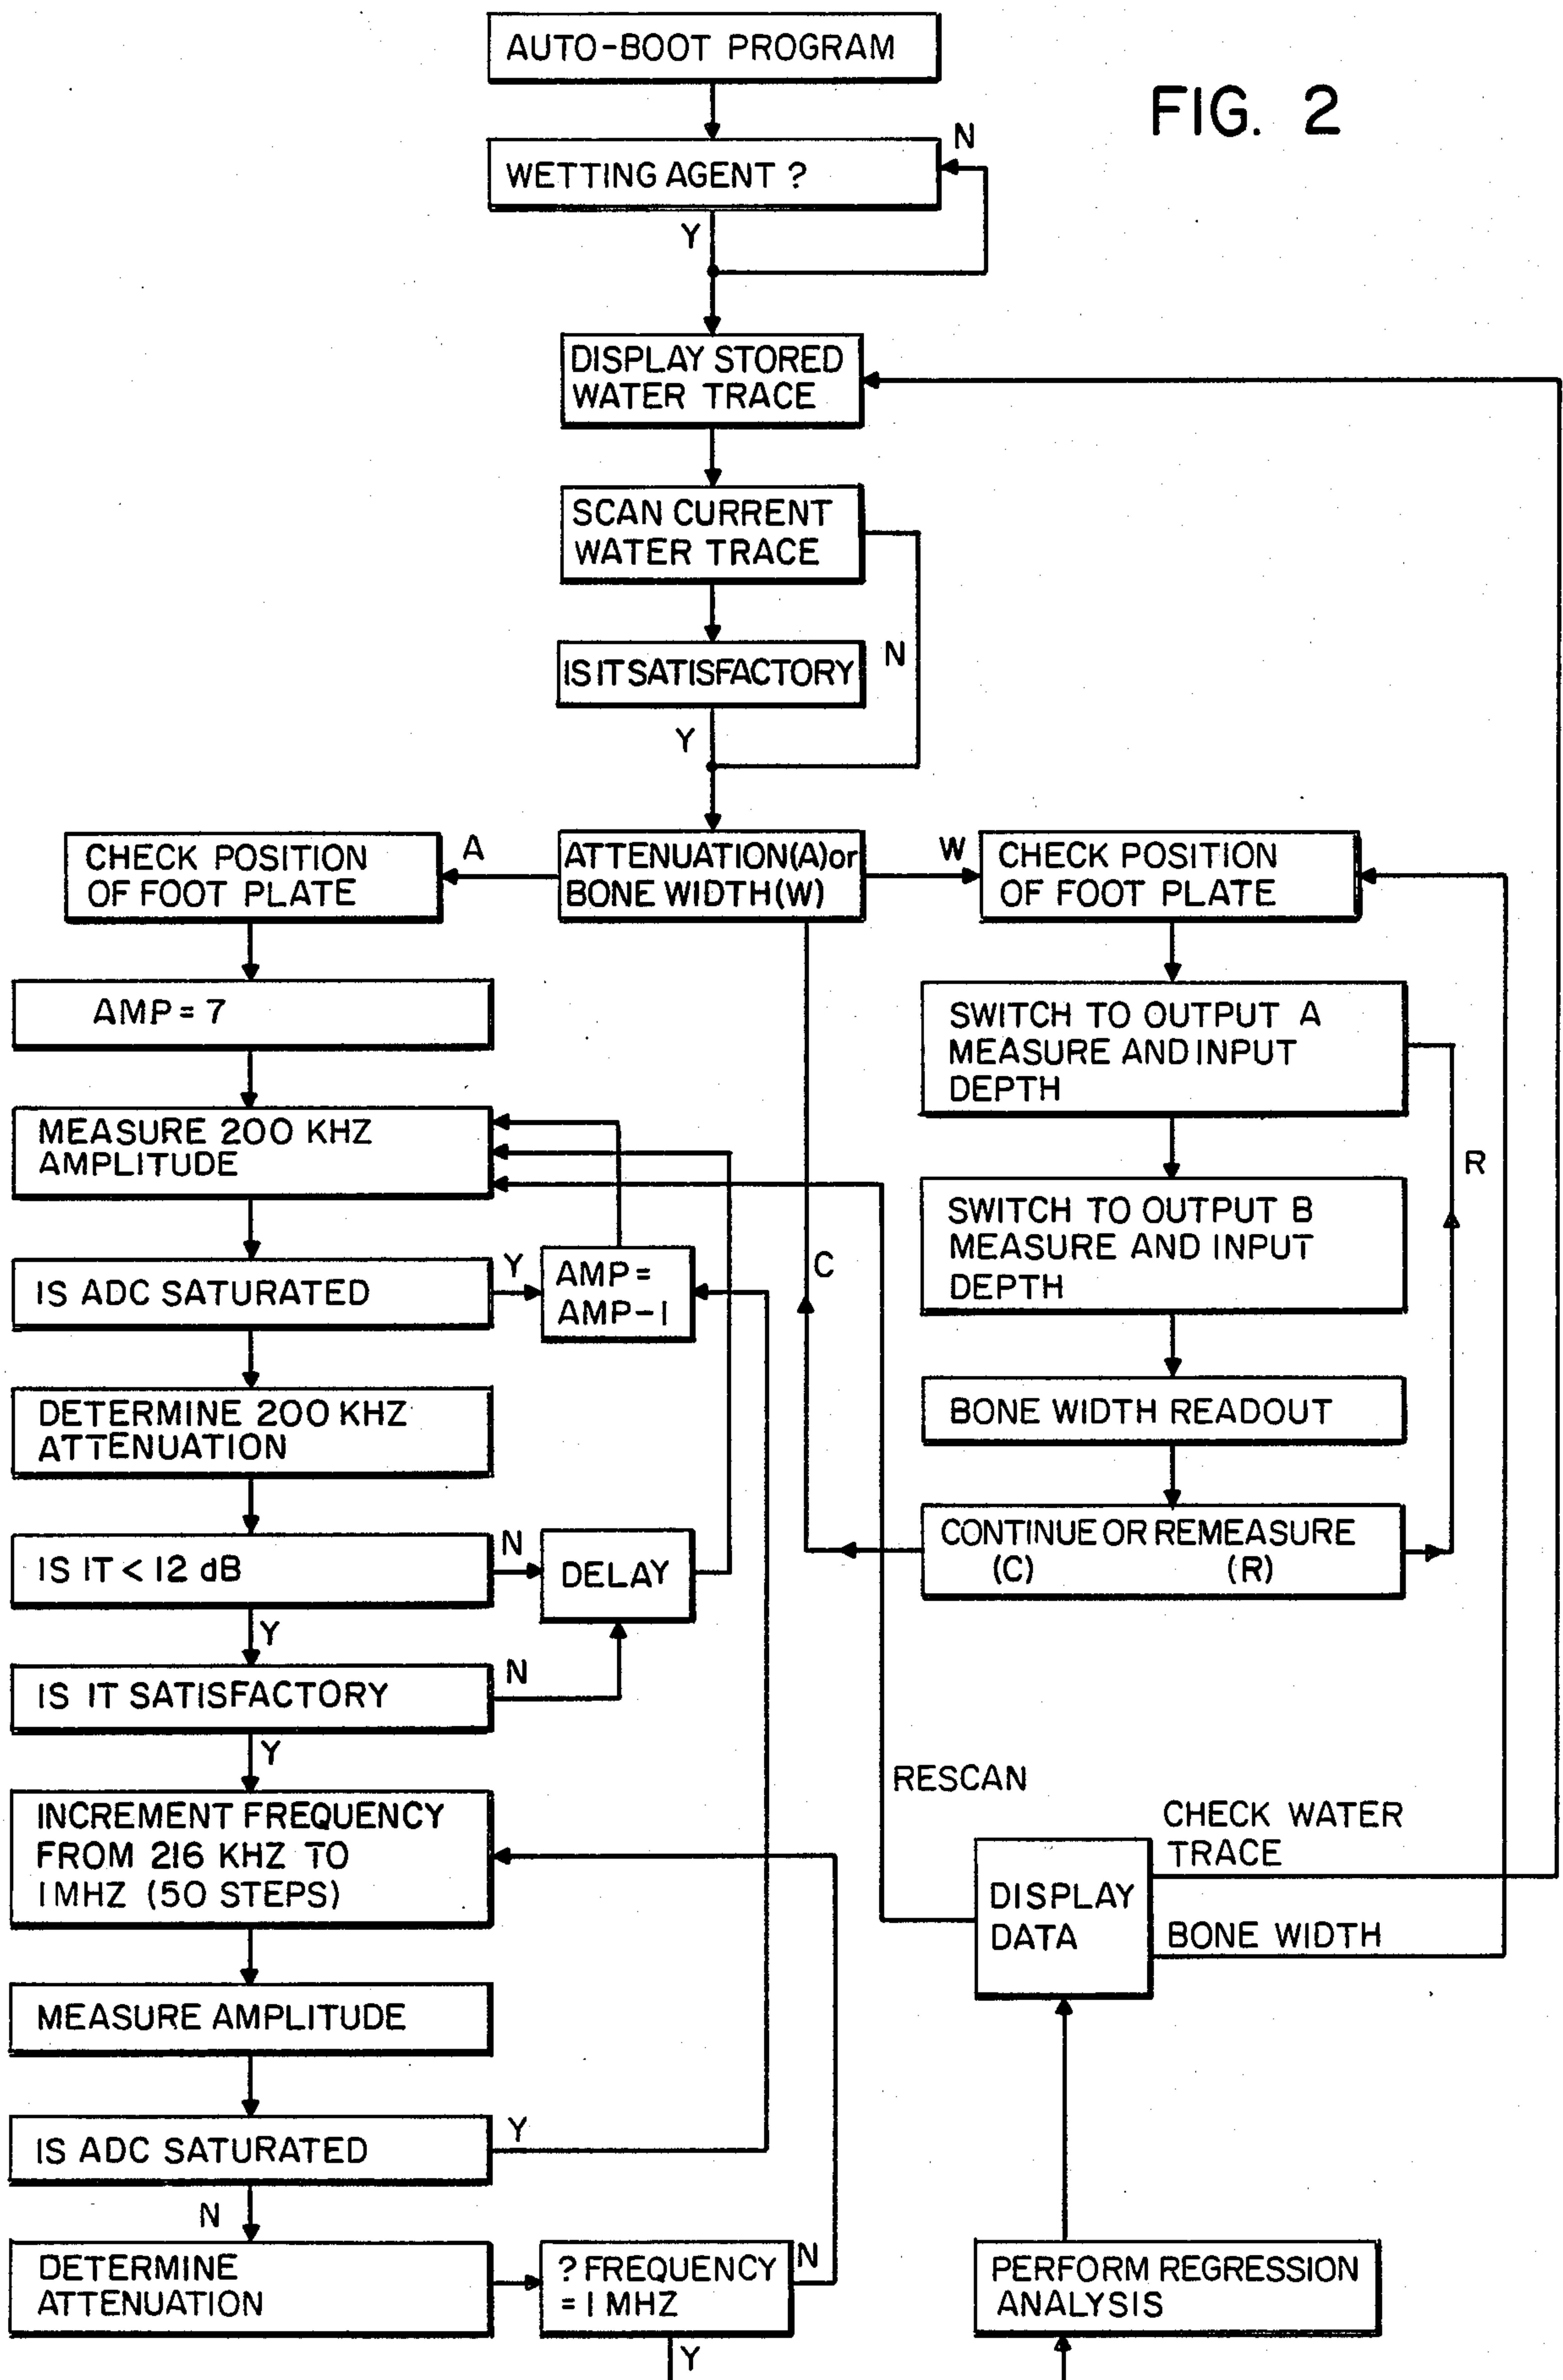 AUTO-BOOT PROGRAM
FIG. 2
N
WETTING AGENT ?
Y
DISPLAY STORED
WATER TRACE
SCAN CURRENT
WATER TRACE
N
IS IT SATISFACTORY
Y
CHECK POSITION
OF FOOT PLATE
A
ATTENUATION(A)or
BONE WIDTH(W)
W
CHECK POSITION
OF FOOT PLATE
AMP = 7
SWITCH TO OUTPUT A
MEASURE AND INPUT
DEPTH
MEASURE 200 KHZ
AMPLITUDE
R
SWITCH TO OUTPUT B
MEASURE AND INPUT
DEPTH
IS ADC SATURATED
Y
AMP=
AMP-1
C
DETERMINE 200 KHZ
ATTENUATION
BONE WIDTH READOUT
IS IT < 12 dB
N
DELAY
CONTINUE OR REMEASURE
(C) (R)
Y
IS IT SATISFACTORY
N
Y
RESCAN
INCREMENT FREQUENCY
FROM 216 KHZ TO
1 MHZ (50 STEPS)
CHECK WATER
TRACE
DISPLAY
DATA
BONE WIDTH
MEASURE AMPLITUDE
IS ADC SATURATED
Y
N
DETERMINE
ATTENUATION
? FREQUENCY
= 1 MHZ
N
Y
PERFORM REGRESSION
ANALYSIS